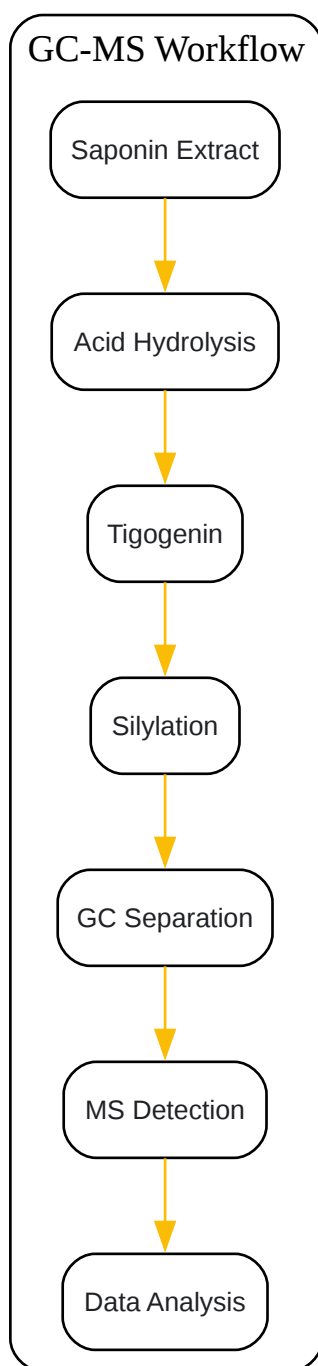 GC-MS Workflow
Saponin Extract
Acid Hydrolysis
Tigogenin
Silylation
GC Separation
MS Detection
Data Analysis